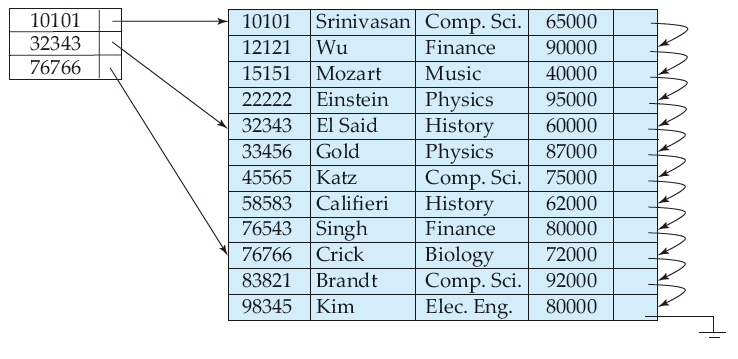 10101
32343
76766
10101 Srinivasan Comp. Sci. 65000
12121 Wu Finance 90000
15151 Mozart Music 40000
22222 Einstein Physics 95000
32343 El Said History 60000
33456 Gold Physics 87000
45565 Katz Comp. Sci. 75000
58583 Califieri History 62000
76543 Singh Finance 80000
76766 Crick Biology 72000
83821 Brandt Comp. Sci. 92000
98345 Kim Elec. Eng. 80000